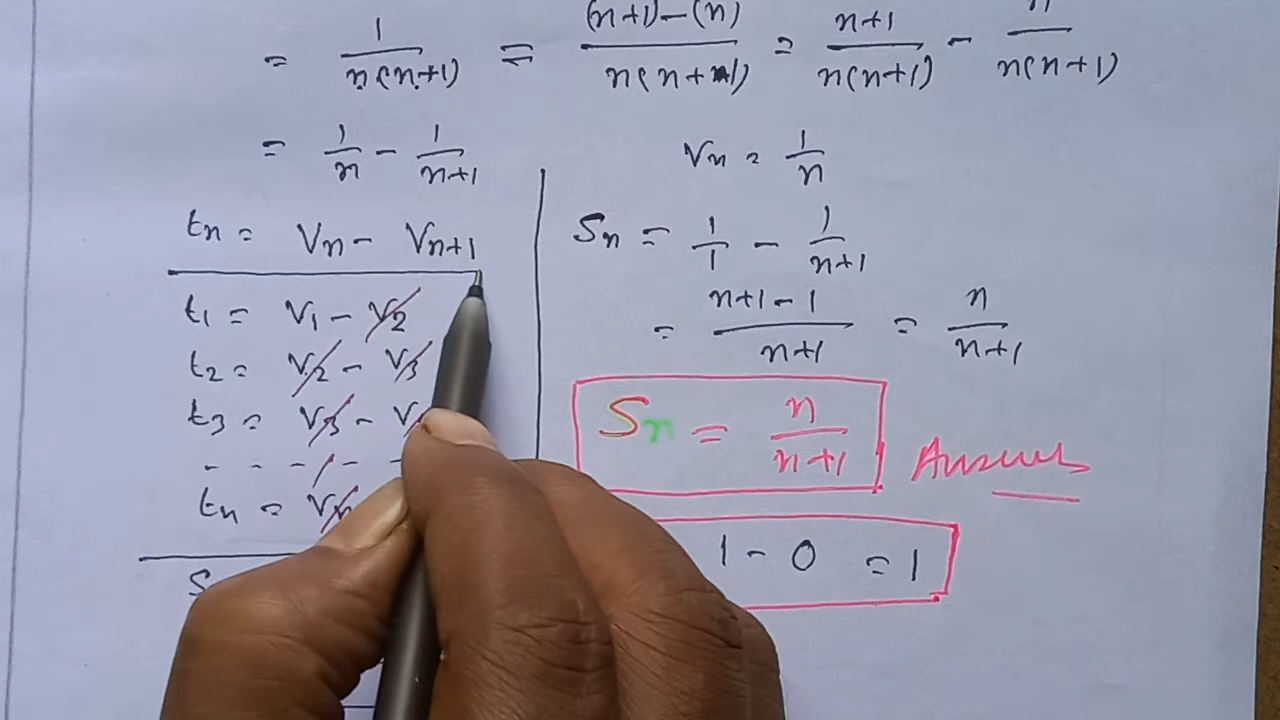 = 1/n(n+1) = (n+1)-(n)/n(n+1) = n+1/n(n+1) - n/n(n+1)
= 1/n - 1/n+1
Vn = 1/n
tn = Vn - Vn+1
t1 = V1 - V2
t2 = V2 - V3
t3 = V3 - V
- - - - -
tn = Vn
S
Sn = 1/1 - 1/n+1
= n+1-1/n+1 = n/n+1
Sn = n/n+1 Answer
1 - 0 = 1